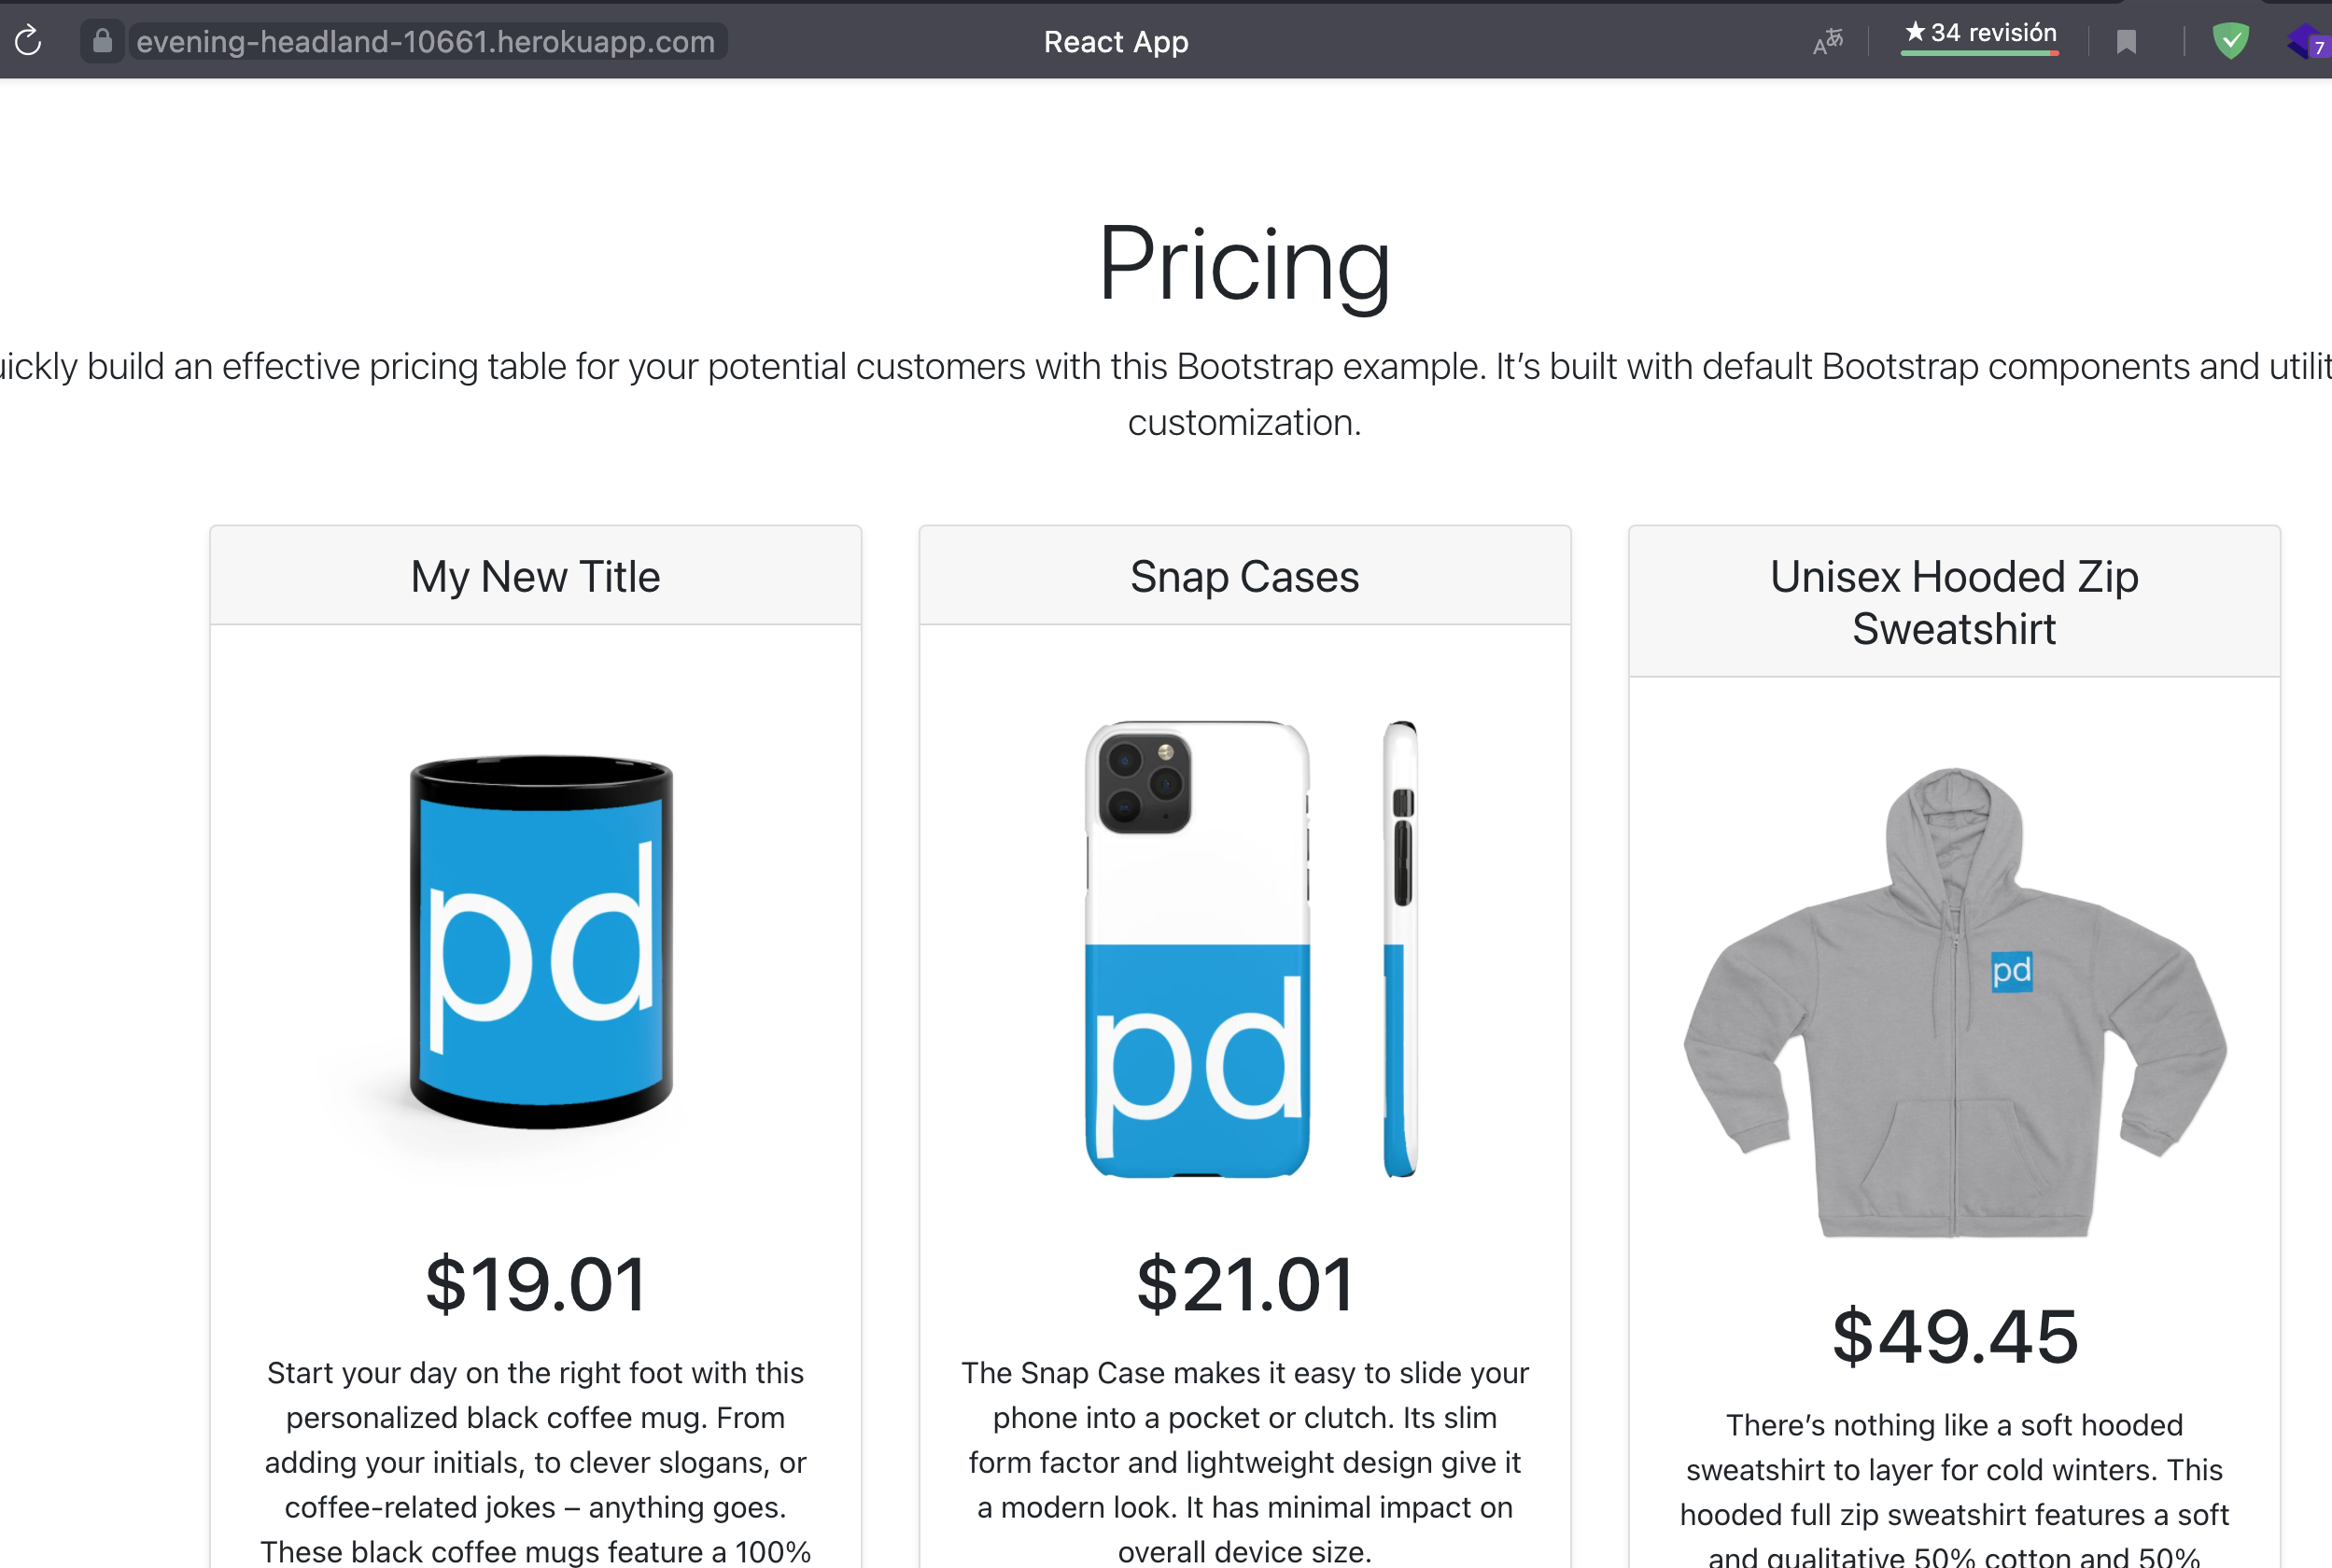 evening-headland-10661.herokuapp.com
React App
★34 revisión
7
Pricing
uickly build an effective pricing table for your potential customers with this Bootstrap example. It’s built with default Bootstrap components and utilit
customization.
My New Title
pd
$19.01
Start your day on the right foot with this
personalized black coffee mug. From
adding your initials, to clever slogans, or
coffee-related jokes – anything goes.
These black coffee mugs feature a 100%
Snap Cases
pd
$21.01
The Snap Case makes it easy to slide your
phone into a pocket or clutch. Its slim
form factor and lightweight design give it
a modern look. It has minimal impact on
overall device size.
Unisex Hooded Zip
Sweatshirt
pd
$49.45
There’s nothing like a soft hooded
sweatshirt to layer for cold winters. This
hooded full zip sweatshirt features a soft
and qualitative 50% cotton and 50%